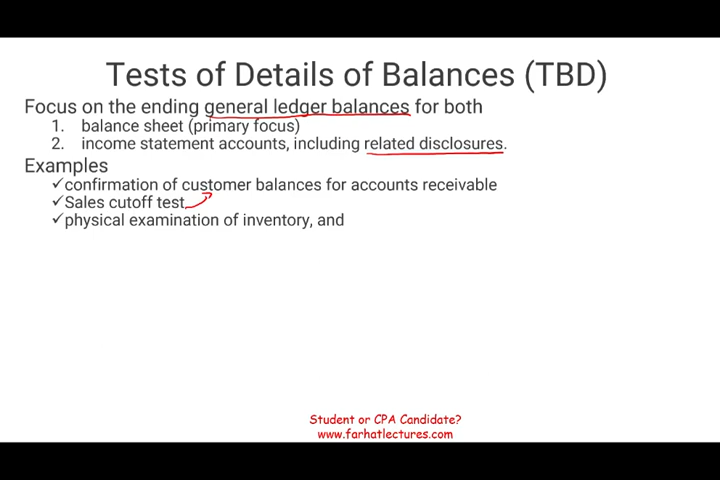 Tests of Details of Balances (TBD)
Focus on the ending general ledger balances for both
1. balance sheet (primary focus)
2. income statement accounts, including related disclosures.
Examples
✓confirmation of customer balances for accounts receivable
✓Sales cutoff test
✓physical examination of inventory, and
Student or CPA Candidate?
www.farhatlectures.com